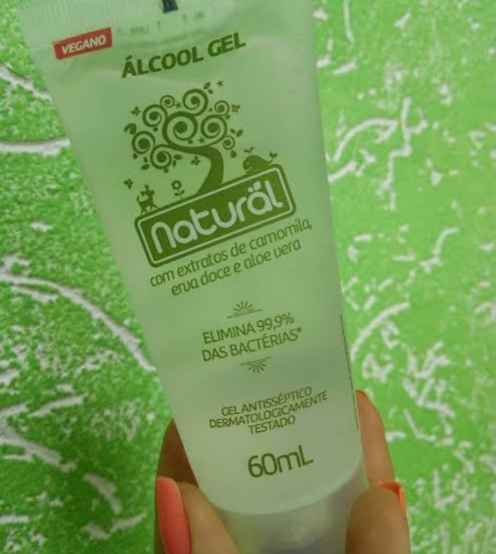 VEGANO
ÁLCOOL GEL
naturäl
com extratos de camomila,
erva doce e aloe vera
ELIMINA 99,9%
DAS BACTÉRIAS*
GEL ANTISSÉPTICO
DERMATOLOGICAMENTE
TESTADO
60mL